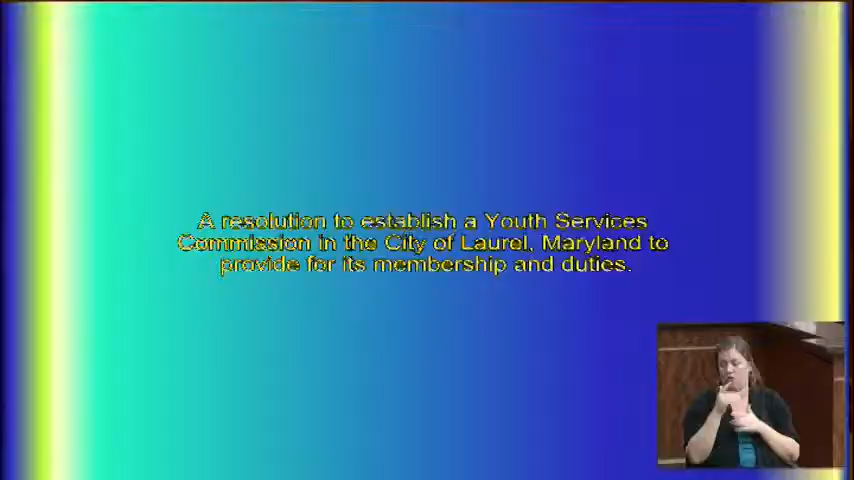 A resolution to establish a Youth Services
Commission in the City of Laurel, Maryland to
provide for its membership and duties.